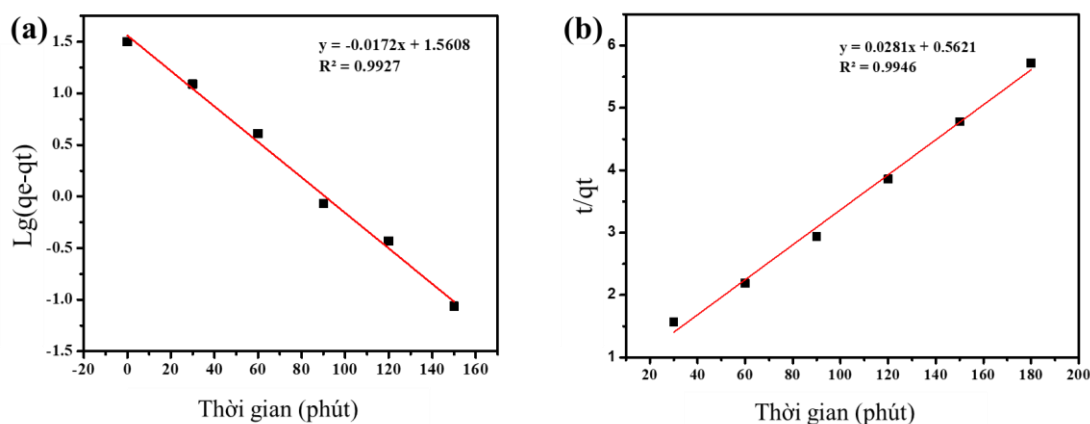 (a)
y = -0.0172x + 1.5608
R² = 0.9927
1.5
1.0
0.5
0.0
-0.5
-1.0
-1.5
Lg(qe-qt)
-20 0 20 40 60 80 100 120 140 160
Thời gian (phút)
(b)
y = 0.0281x + 0.5621
R² = 0.9946
6
5
4
3
2
1
t/qt
20 40 60 80 100 120 140 160 180 200
Thời gian (phút)